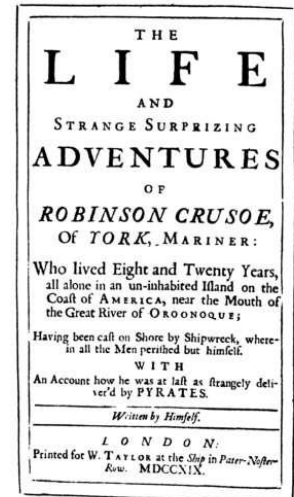 THE
LIFE
AND
STRANGE SURPRIZING
ADVENTURES
OF
ROBINSON CRUSOE,
Of YORK, MARINER:
Who lived Eight and Twenty Years,
all alone in an un-inhabited Iſland on the
Coaſt of AMERICA, near the Mouth of
the Great River of OROONOQUE;
Having been caſt on Shore by Shipwreck, where-
in all the Men periſhed but himſelf.
WITH
An Account how he was at laſt as ſtrangely deli-
ver'd by PYRATES.
Written by Himſelf.
LONDON:
Printed for W. TAYLOR at the Ship in Pater-Noſter-
Row. MDCCXIX.